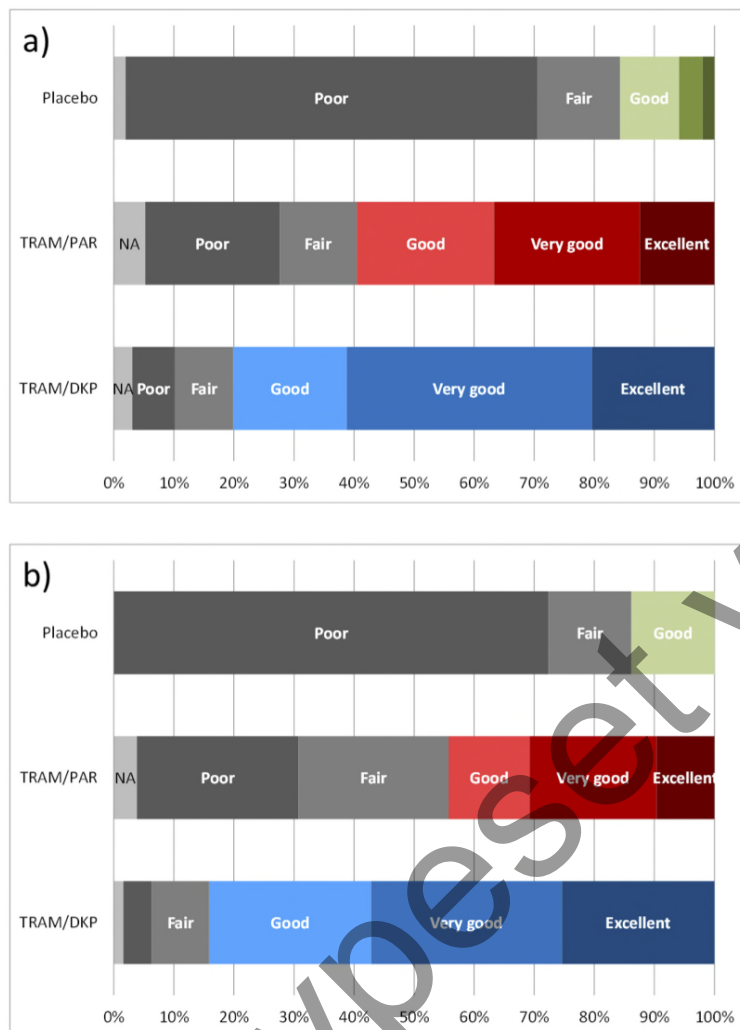 a)
Placebo
Poor Fair Good
TRAM/PAR
NA Poor Fair Good Very good Excellent
TRAM/DKP
NA Poor Fair Good Very good Excellent
0% 10% 20% 30% 40% 50% 60% 70% 80% 90% 100%
b)
Placebo
Poor Fair Good
TRAM/PAR
NA Poor Fair Good Very good Excellent
TRAM/DKP
Fair Good Very good Excellent
0% 10% 20% 30% 40% 50% 60% 70% 80% 90% 100%
ypeset v